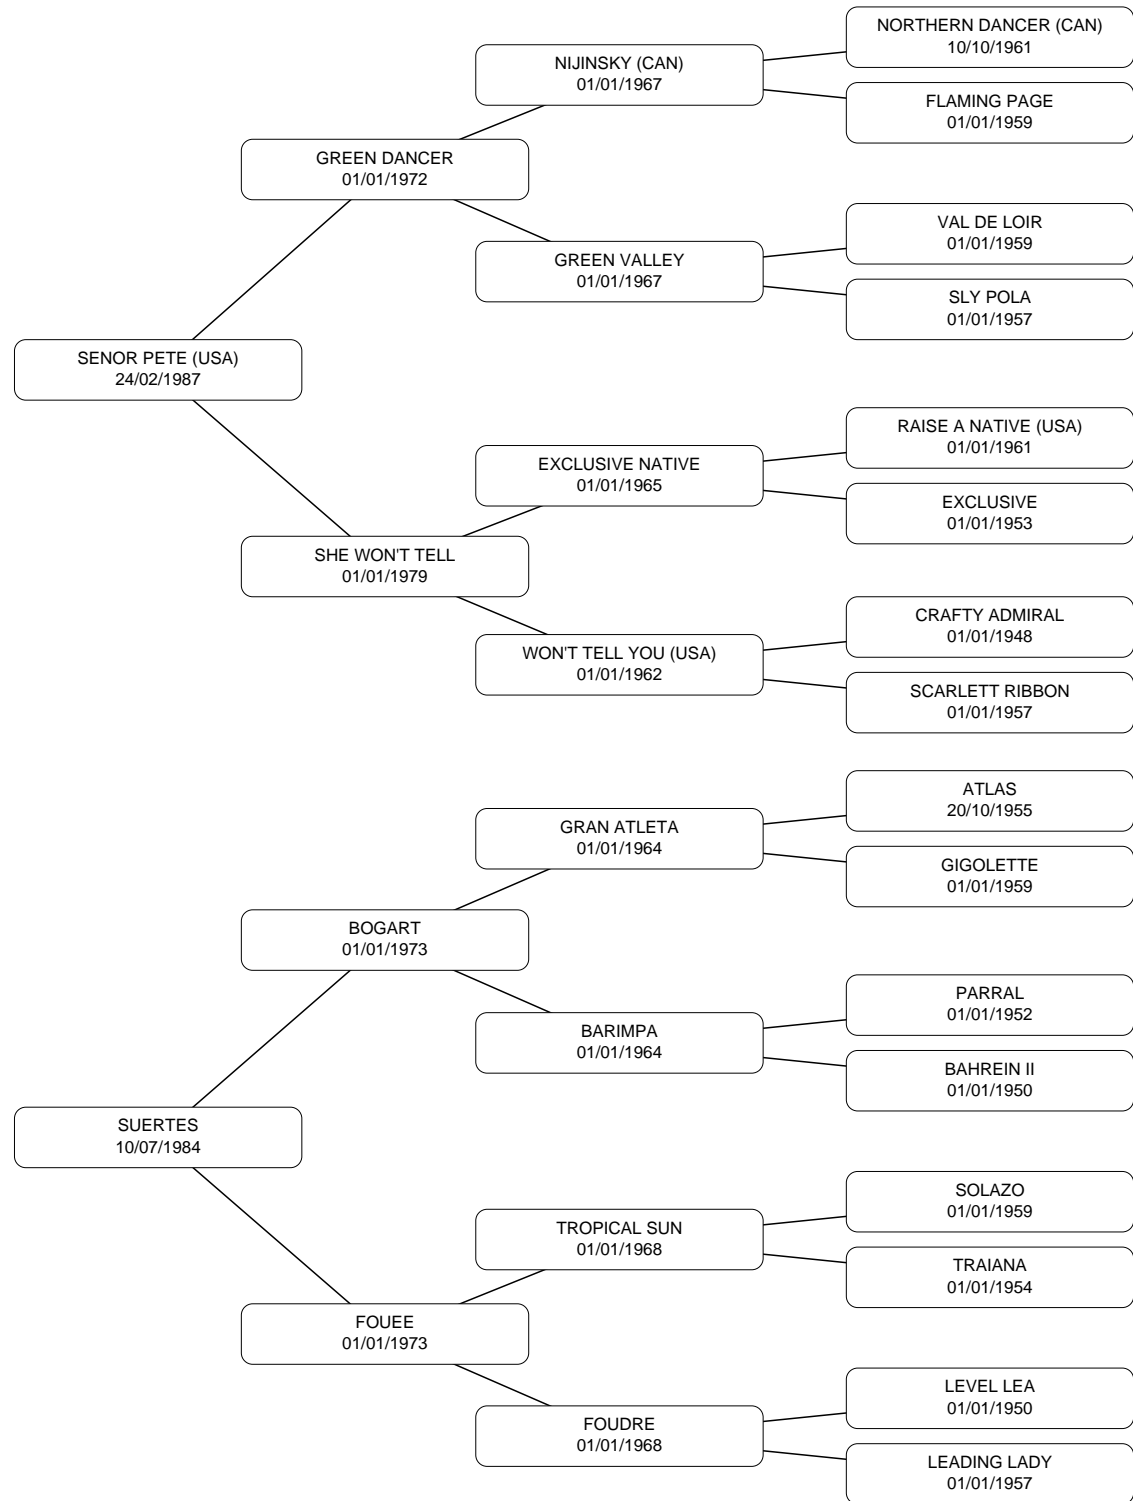 NORTHERN DANCER (CAN)
10/10/1961
NIJINSKY (CAN)
01/01/1967
FLAMING PAGE
01/01/1959
GREEN DANCER
01/01/1972
VAL DE LOIR
01/01/1959
GREEN VALLEY
01/01/1967
SLY POLA
01/01/1957
SENOR PETE (USA)
24/02/1987
RAISE A NATIVE (USA)
01/01/1961
EXCLUSIVE NATIVE
01/01/1965
EXCLUSIVE
01/01/1953
SHE WON'T TELL
01/01/1979
CRAFTY ADMIRAL
01/01/1948
WON'T TELL YOU (USA)
01/01/1962
SCARLETT RIBBON
01/01/1957
ATLAS
20/10/1955
GRAN ATLETA
01/01/1964
GIGOLETTE
01/01/1959
BOGART
01/01/1973
PARRAL
01/01/1952
BARIMPA
01/01/1964
BAHREIN II
01/01/1950
SUERTES
10/07/1984
SOLAZO
01/01/1959
TROPICAL SUN
01/01/1968
TRAIANA
01/01/1954
FOUEE
01/01/1973
LEVEL LEA
01/01/1950
FOUDRE
01/01/1968
LEADING LADY
01/01/1957